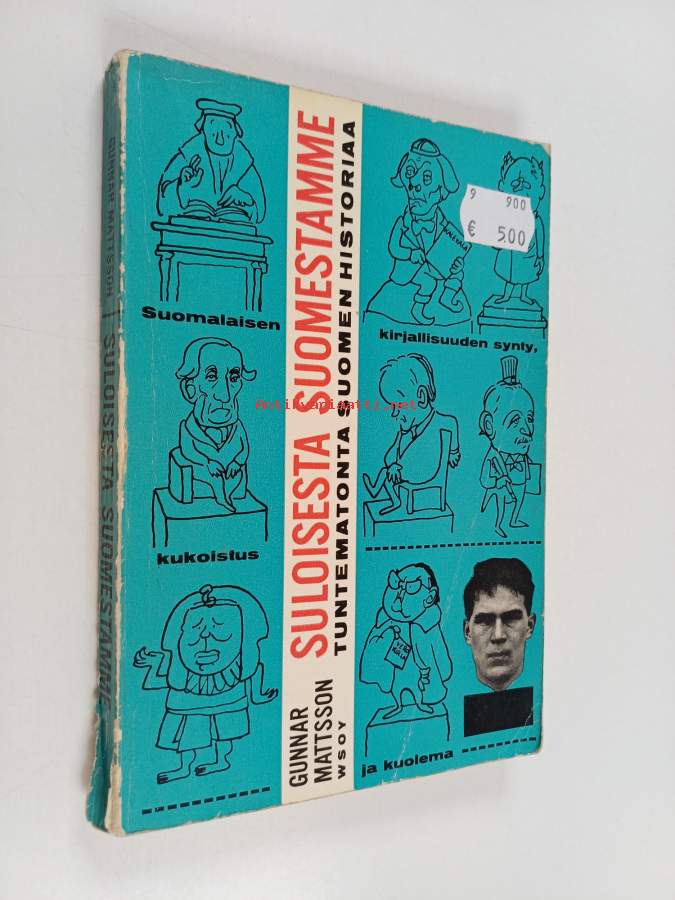 GUNNAR MATTSSON | SULOISESTA SUOMESTAMME
GUNNAR
MATTSSON
WSOY
SULOISESTA SUOMESTAMME
TUNTEMATONTA SUOMEN HISTORIAA
Suomalaisen
kirjallisuuden synty,
kukoistus
ja kuolema
9 900
€ 5.00
Antikvariaatti.net